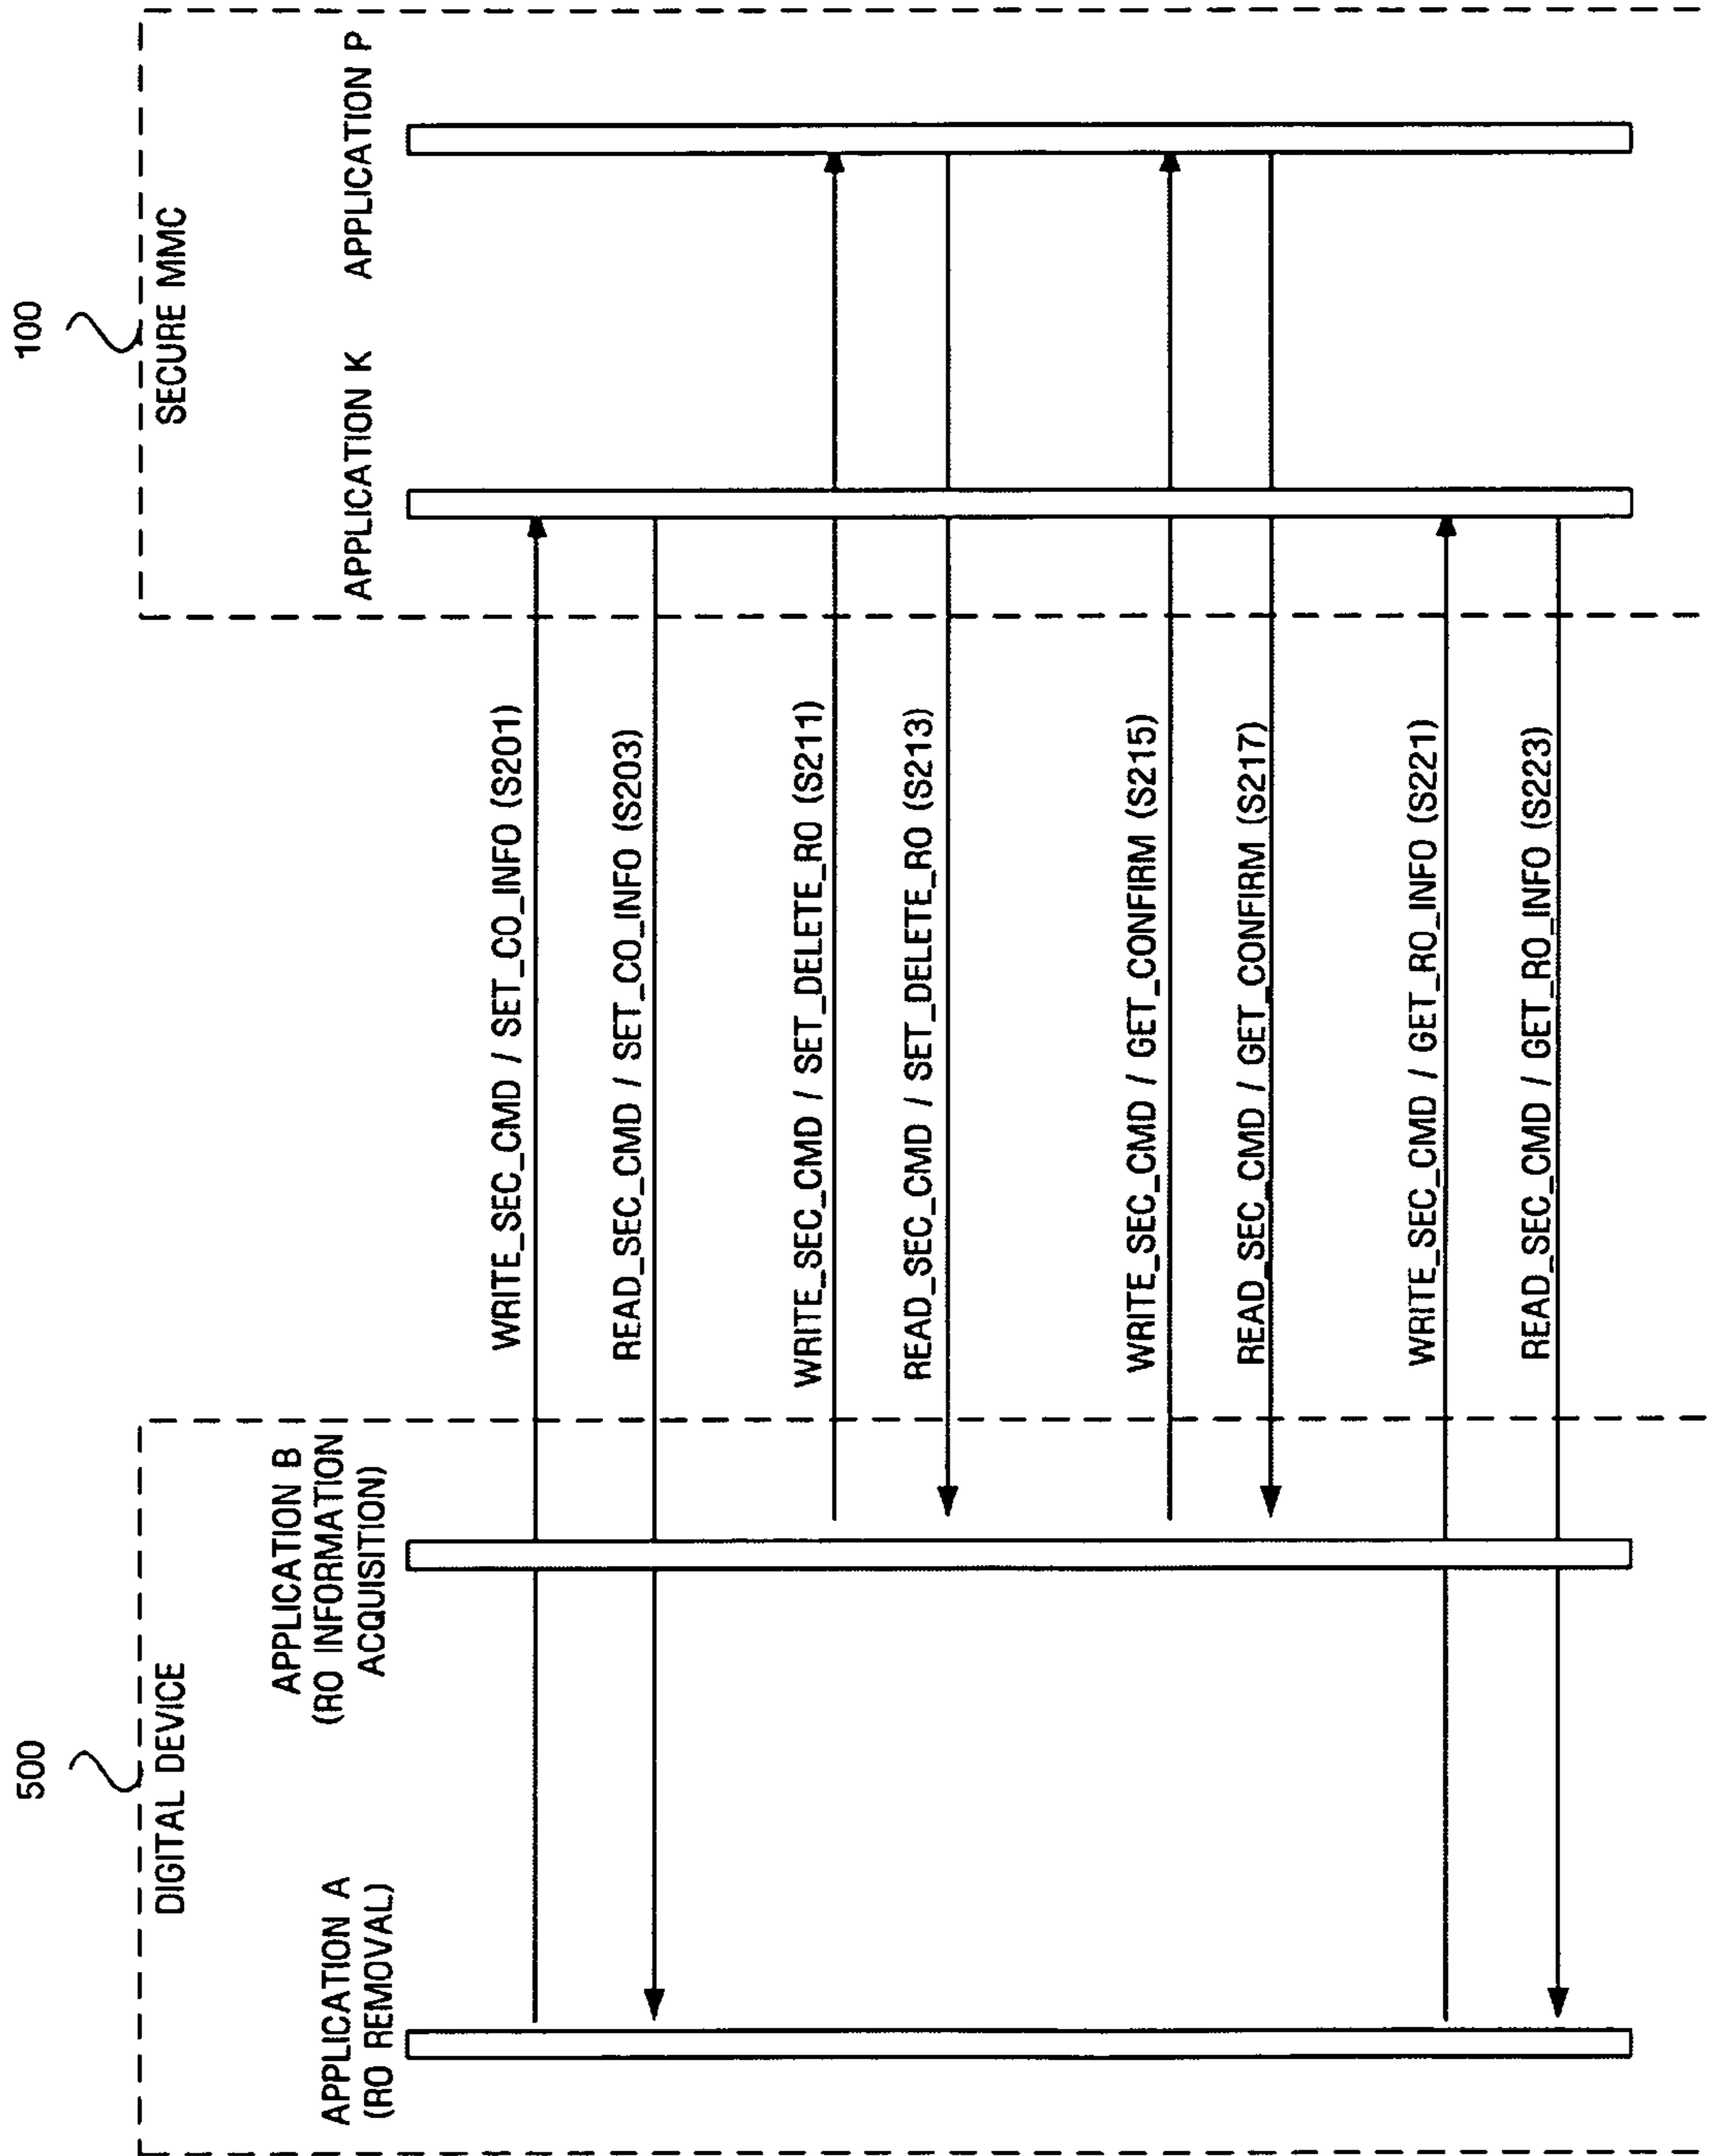 500
100
DIGITAL DEVICE
SECURE MMC
APPLICATION A
(RO REMOVAL)
APPLICATION B
(RO INFORMATION
ACQUISITION)
APPLICATION K
APPLICATION P
WRITE_SEC_CMD / SET_CO_INFO (S201)
READ_SEC_CMD / SET_CO_INFO (S203)
WRITE_SEC_CMD / SET_DELETE_RO (S211)
READ_SEC_CMD / SET_DELETE_RO (S213)
WRITE_SEC_CMD / GET_CONFIRM (S215)
READ_SEC_CMD / GET_CONFIRM (S217)
WRITE_SEC_CMD / GET_RO_INFO (S221)
READ_SEC_CMD / GET_RO_INFO (S223)